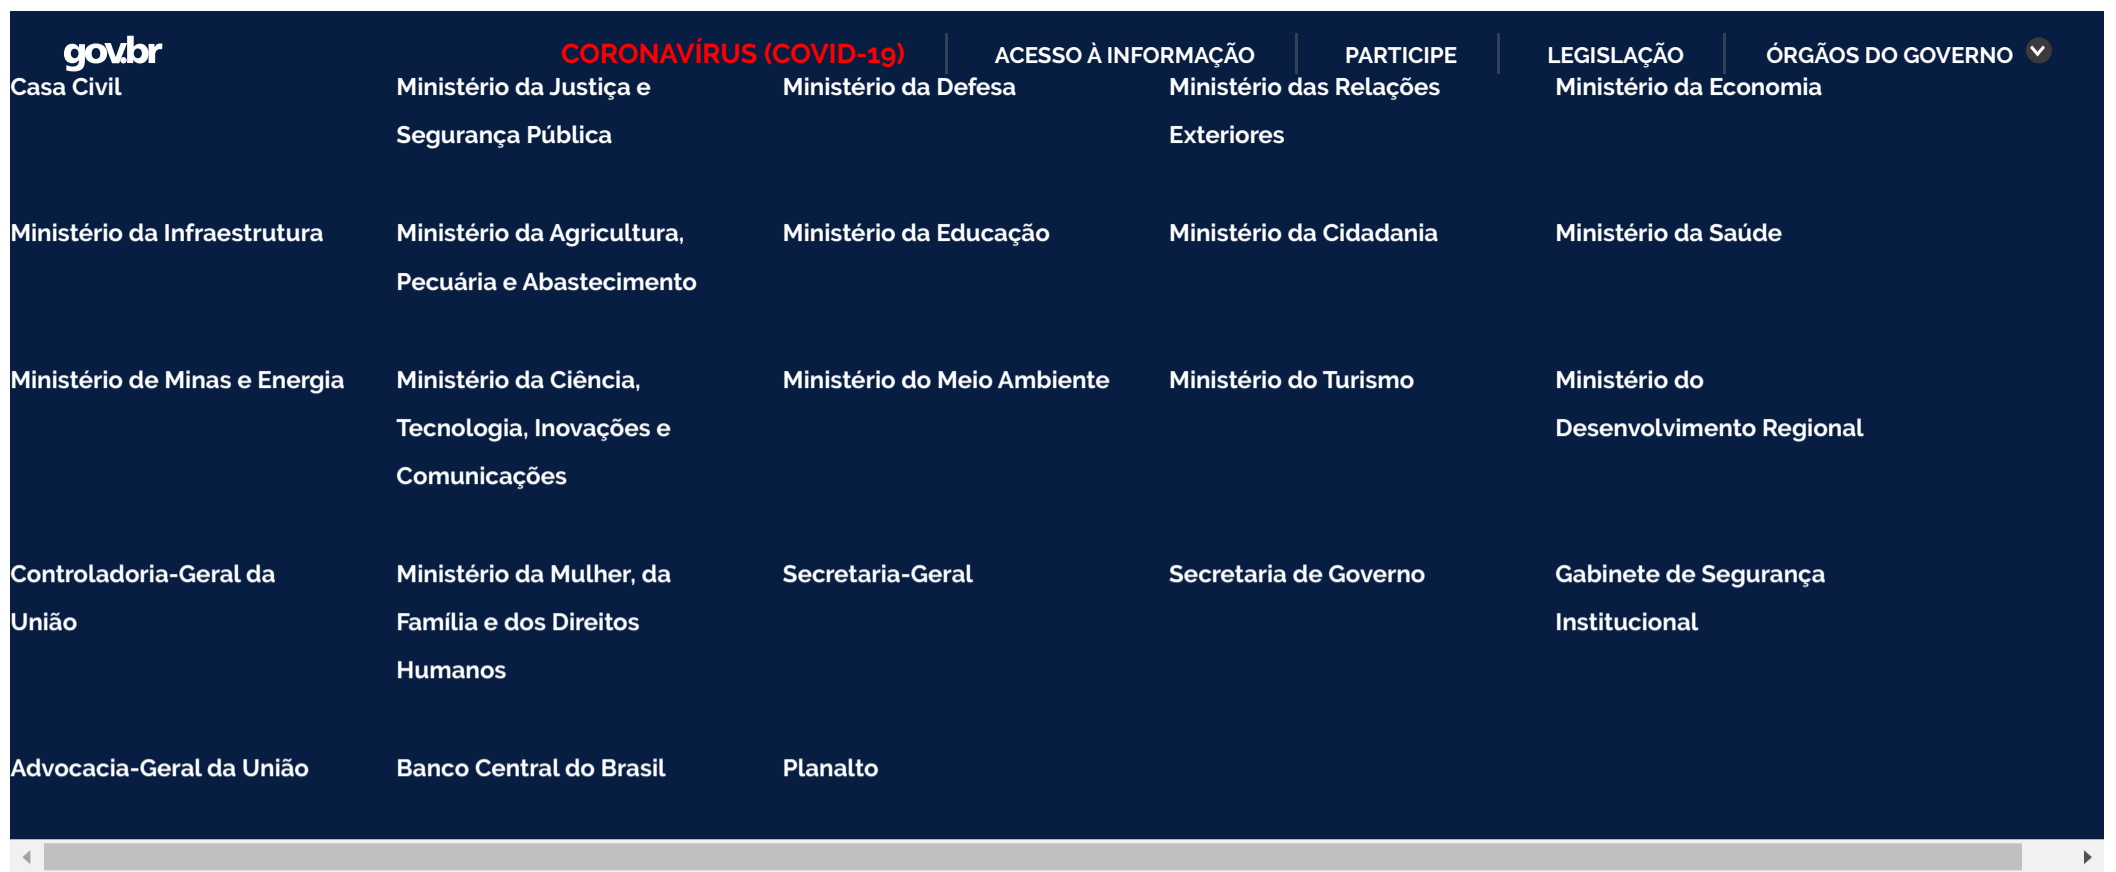 gov.br
CORONAVÍRUS (COVID-19)
ACESSO À INFORMAÇÃO
PARTICIPE
LEGISLAÇÃO
ÓRGÃOS DO GOVERNO
Casa Civil
Ministério da Justiça e
Segurança Pública
Ministério da Defesa
Ministério das Relações
Exteriores
Ministério da Economia
Ministério da Infraestrutura
Ministério da Agricultura,
Pecuária e Abastecimento
Ministério da Educação
Ministério da Cidadania
Ministério da Saúde
Ministério de Minas e Energia
Ministério da Ciência,
Tecnologia, Inovações e
Comunicações
Ministério do Meio Ambiente
Ministério do Turismo
Ministério do
Desenvolvimento Regional
Controladoria-Geral da
União
Ministério da Mulher, da
Família e dos Direitos
Humanos
Secretaria-Geral
Secretaria de Governo
Gabinete de Segurança
Institucional
Advocacia-Geral da União
Banco Central do Brasil
Planalto